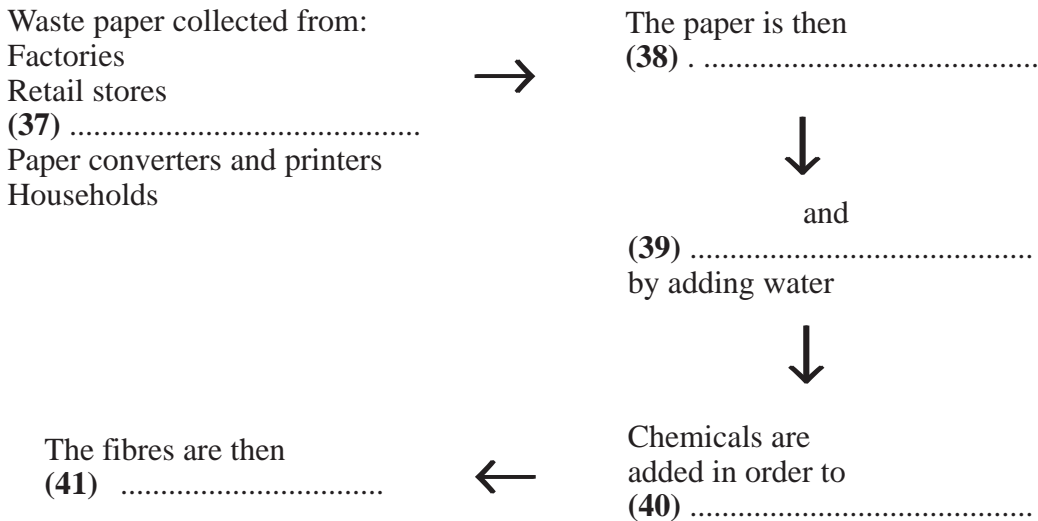 Waste paper collected from:
Factories
Retail stores
(37) ............................................
Paper converters and printers
Households
The paper is then
(38) . ..........................................
and
(39) ...........................................
by adding water
Chemicals are
added in order to
(40) ...........................................
The fibres are then
(41) .................................